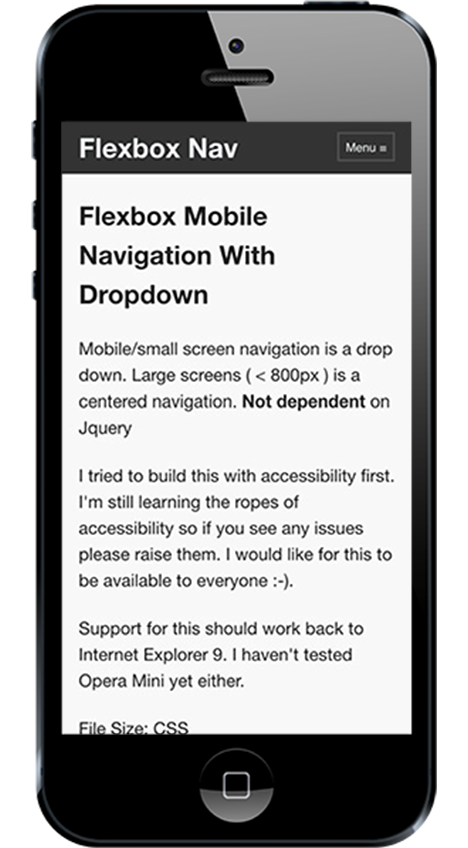 Flexbox Nav
Menu ≡
Flexbox Mobile
Navigation With
Dropdown
Mobile/small screen navigation is a drop
down. Large screens ( < 800px ) is a
centered navigation. Not dependent on
Jquery
I tried to build this with accessibility first.
I'm still learning the ropes of
accessibility so if you see any issues
please raise them. I would like for this to
be available to everyone :-).
Support for this should work back to
Internet Explorer 9. I haven't tested
Opera Mini yet either.
File Size: CSS